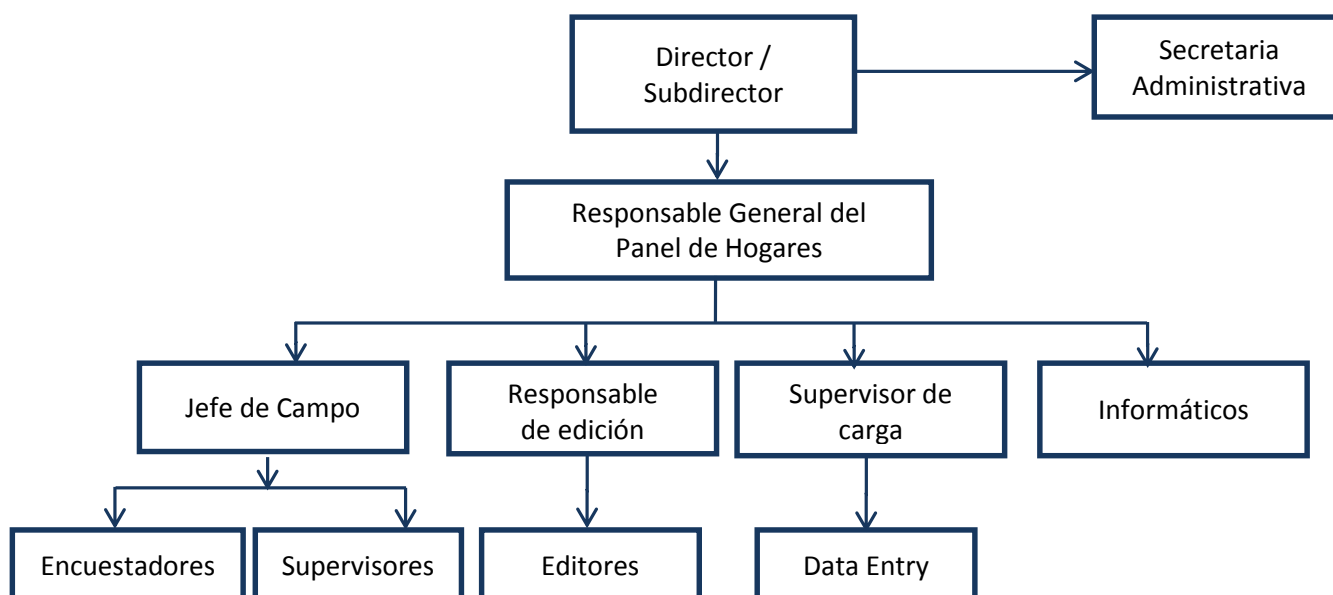 Director /
Subdirector
Secretaria
Administrativa
Responsable General del
Panel de Hogares
Jefe de Campo
Responsable
de edición
Supervisor de
carga
Informáticos
Encuestadores
Supervisores
Editores
Data Entry